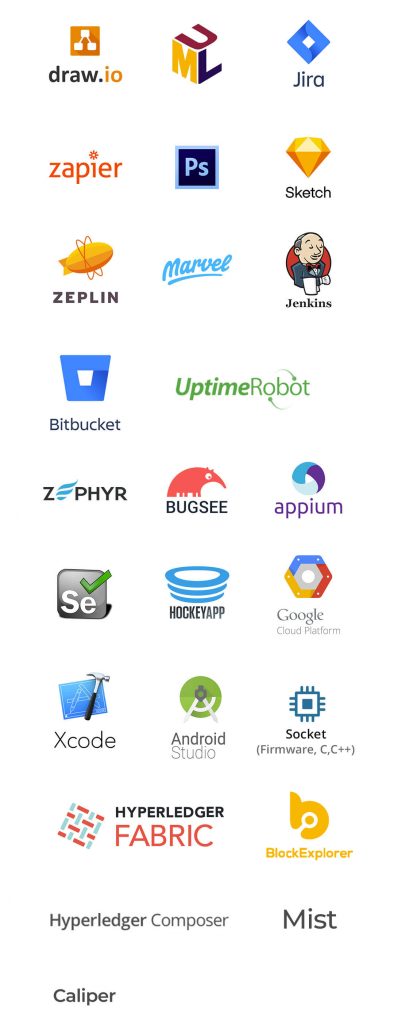 draw.io
UML
Jira
zapier
Ps
Sketch
ZEPLIN
Marvel
Jenkins
Bitbucket
UptimeRobot
ZEPHYR
BUGSEE
appium
Se
HOCKEYAPP
Google
Cloud Platform
Xcode
Android
Studio
Socket
(Firmware, C,C++)
HYPERLEDGER
FABRIC
BlockExplorer
Hyperledger Composer
Mist
Caliper